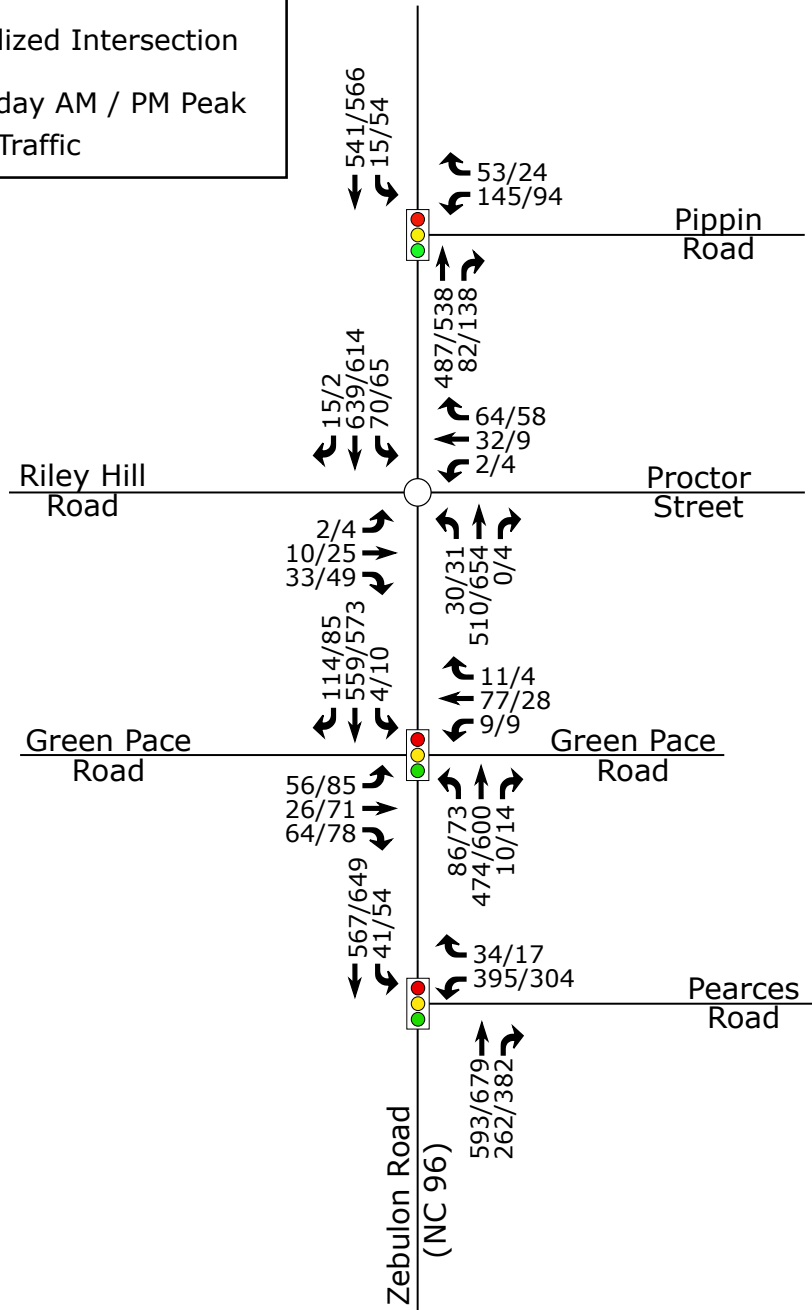 lized Intersection
day AM / PM Peak
Traffic
541/566
15/54
53/24
145/94
Pippin
Road
487/538
82/138
15/2
639/614
70/65
64/58
32/9
2/4
Riley Hill
Road
Proctor
Street
2/4
10/25
33/49
30/31
510/654
0/4
114/85
559/573
4/10
11/4
77/28
9/9
Green Pace
Road
Green Pace
Road
56/85
26/71
64/78
86/73
474/600
10/14
567/649
41/54
34/17
395/304
Pearces
Road
593/679
262/382
Zebulon Road
(NC 96)